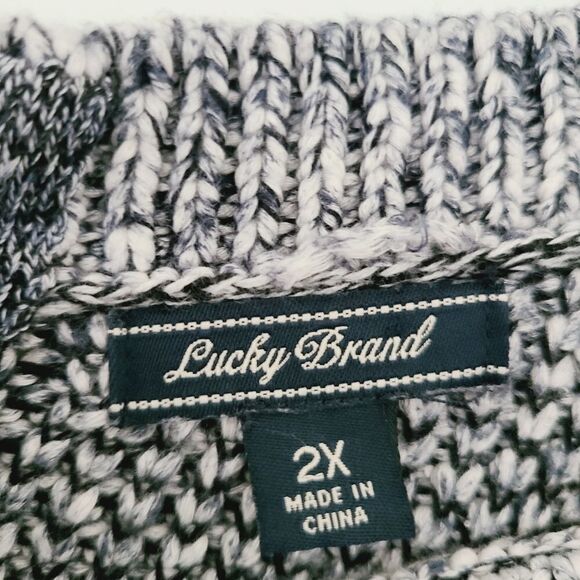 Lucky Brand
2X
MADE IN
CHINA